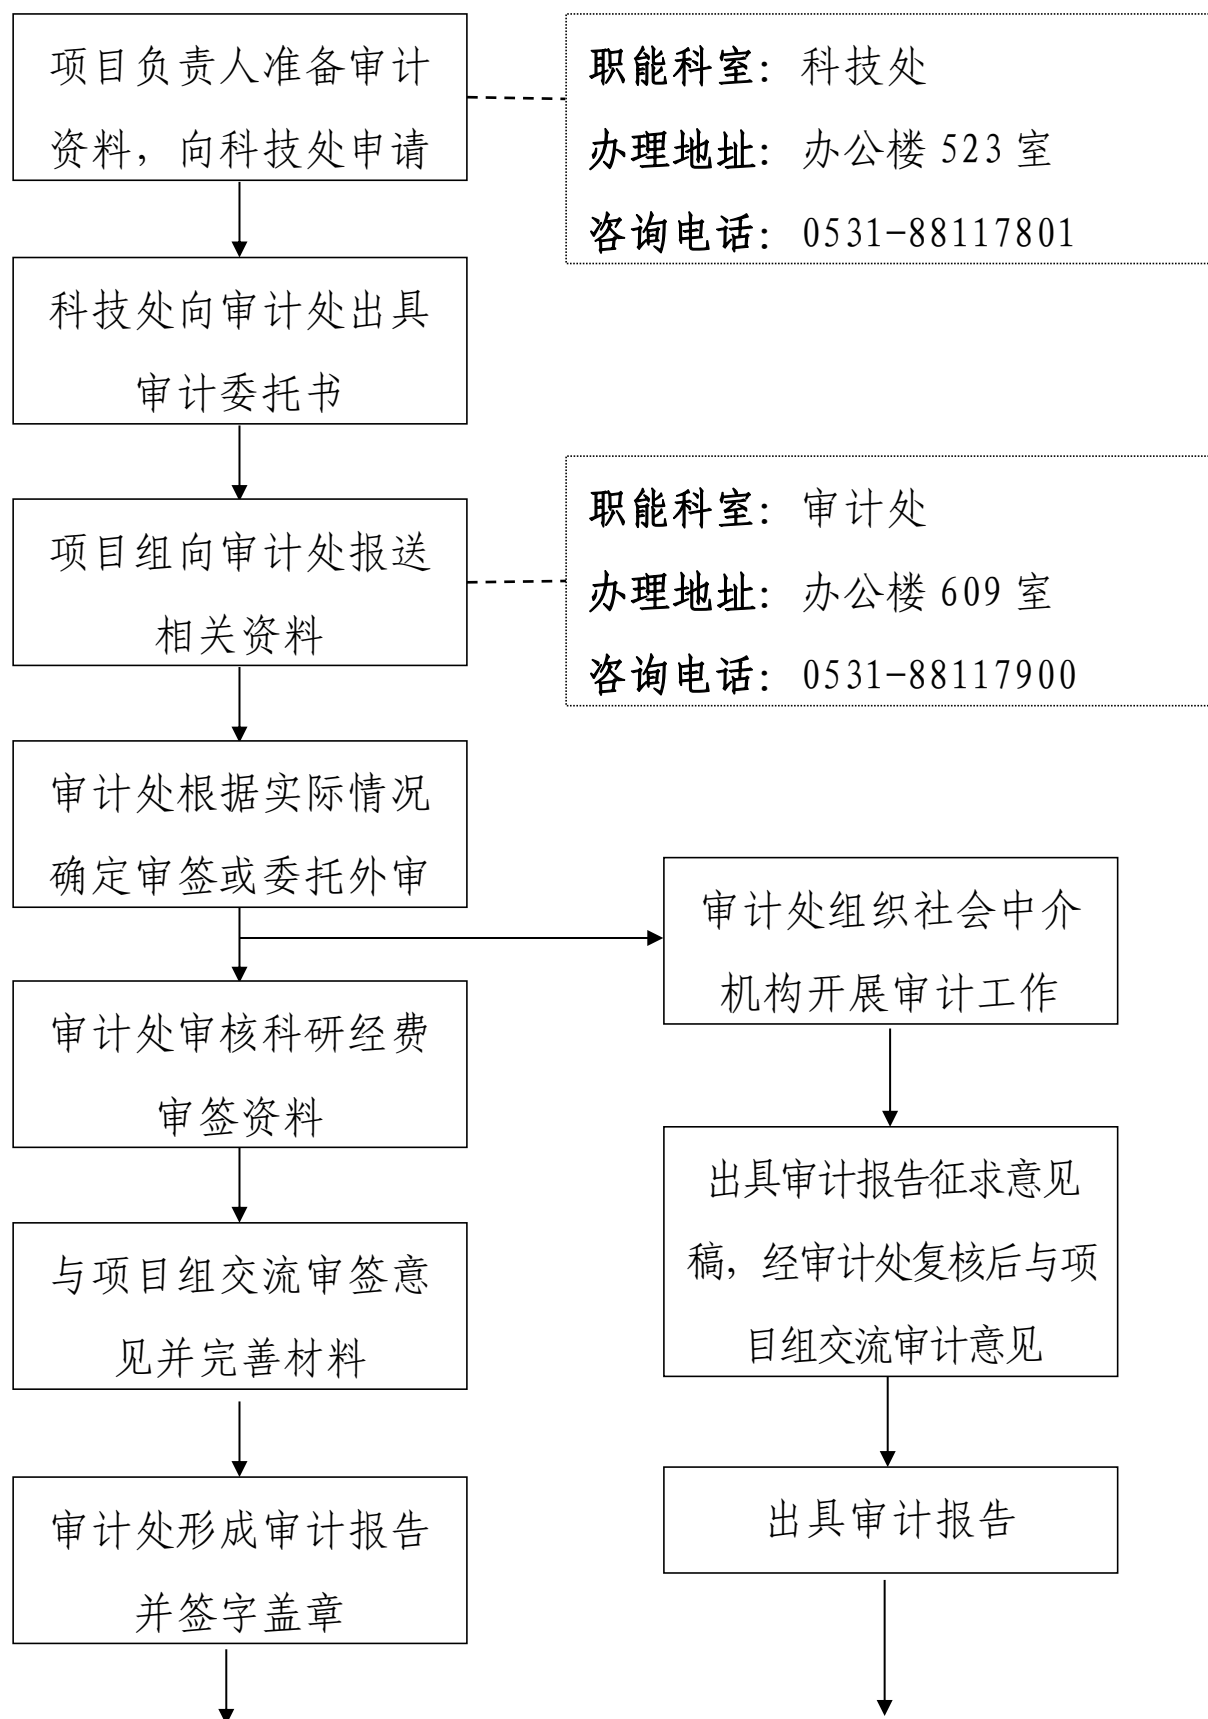 项目负责人准备审计
资料，向科技处申请
职能科室：科技处
办理地址：办公楼 523 室
咨询电话：0531-88117801
科技处向审计处出具
审计委托书
项目组向审计处报送
相关资料
职能科室：审计处
办理地址：办公楼 609 室
咨询电话：0531-88117900
审计处根据实际情况
确定审签或委托外审
审计处组织社会中介
机构开展审计工作
审计处审核科研经费
审签资料
出具审计报告征求意见
稿，经审计处复核后与项
目组交流审计意见
与项目组交流审签意
见并完善材料
审计处形成审计报告
并签字盖章
出具审计报告